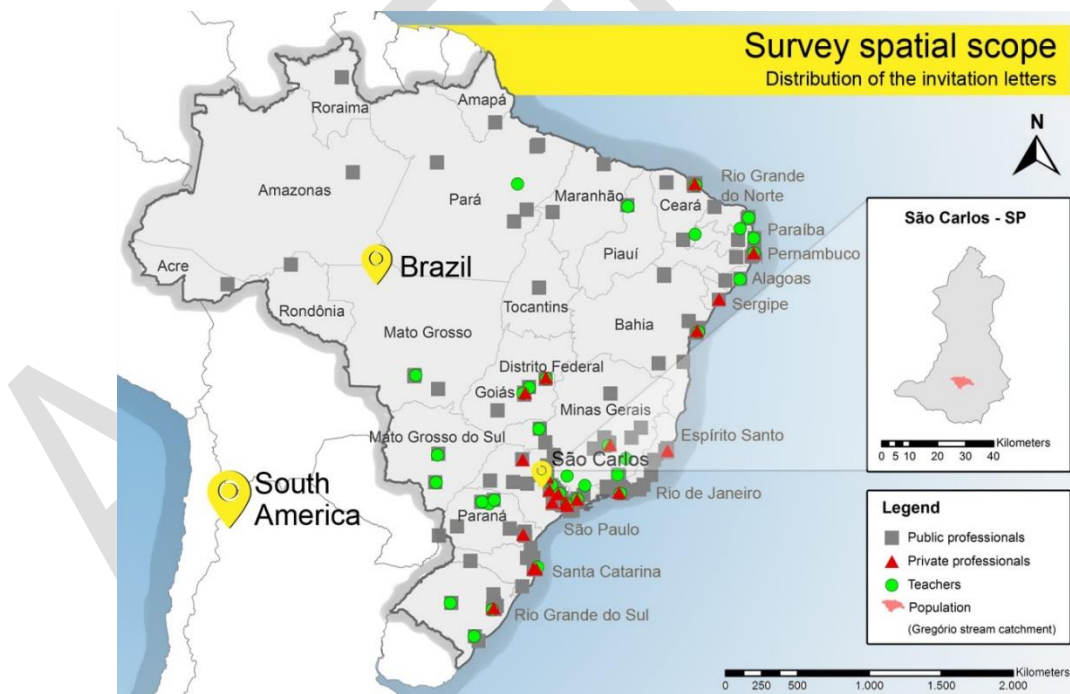 Survey spatial scope
Distribution of the invitation letters
N
Roraima
Amapá
Amazonas
Pará
Maranhão
Ceará
Rio Grande
do Norte
Paraíba
Piauí
Pernambuco
Acre
Brazil
Alagoas
Rondônia
Tocantins
Sergipe
Mato Grosso
Bahia
Distrito Federal
Goiás
Minas Gerais
Mato Grosso do Sul
Espírito Santo
São Carlos
South
America
Rio de Janeiro
Paraná
São Paulo
Santa Catarina
Rio Grande do Sul
São Carlos - SP
Kilometers
0 5 10 20 30 40
Legend
Public professionals
Private professionals
Teachers
Population
(Gregório stream catchment)
Kilometers
0 250 500 1.000 1.500 2.000